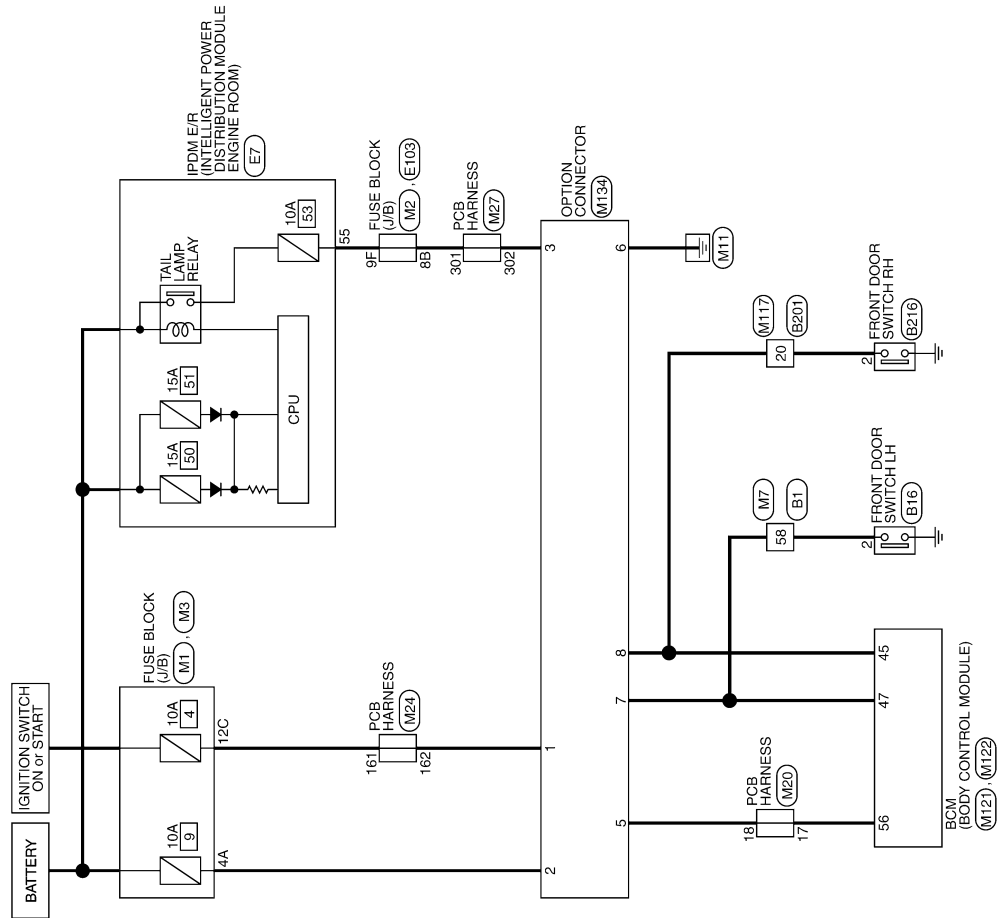 BATTERY
IGNITION SWITCH
ON or START
FUSE BLOCK
(J/B)
M1 , M3
10A
9
10A
4
4A
12C
IPDM E/R
(INTELLIGENT POWER
DISTRIBUTION MODULE
ENGINE ROOM)
E7
15A
50
15A
51
TAIL
LAMP
RELAY
10A
53
CPU
55
FUSE BLOCK
(J/B)
M2 , E103
9F
8B
PCB
HARNESS
M27
301
302
PCB
HARNESS
M24
161
162
OPTION
CONNECTOR
M134
2
1
3
5
7
8
6
M11
PCB
HARNESS
M20
18
17
M7
58
B1
M117
20
B201
2
FRONT DOOR
SWITCH LH
B16
2
FRONT DOOR
SWITCH RH
B216
56
47
45
BCM
(BODY CONTROL MODULE)
M121 , M122